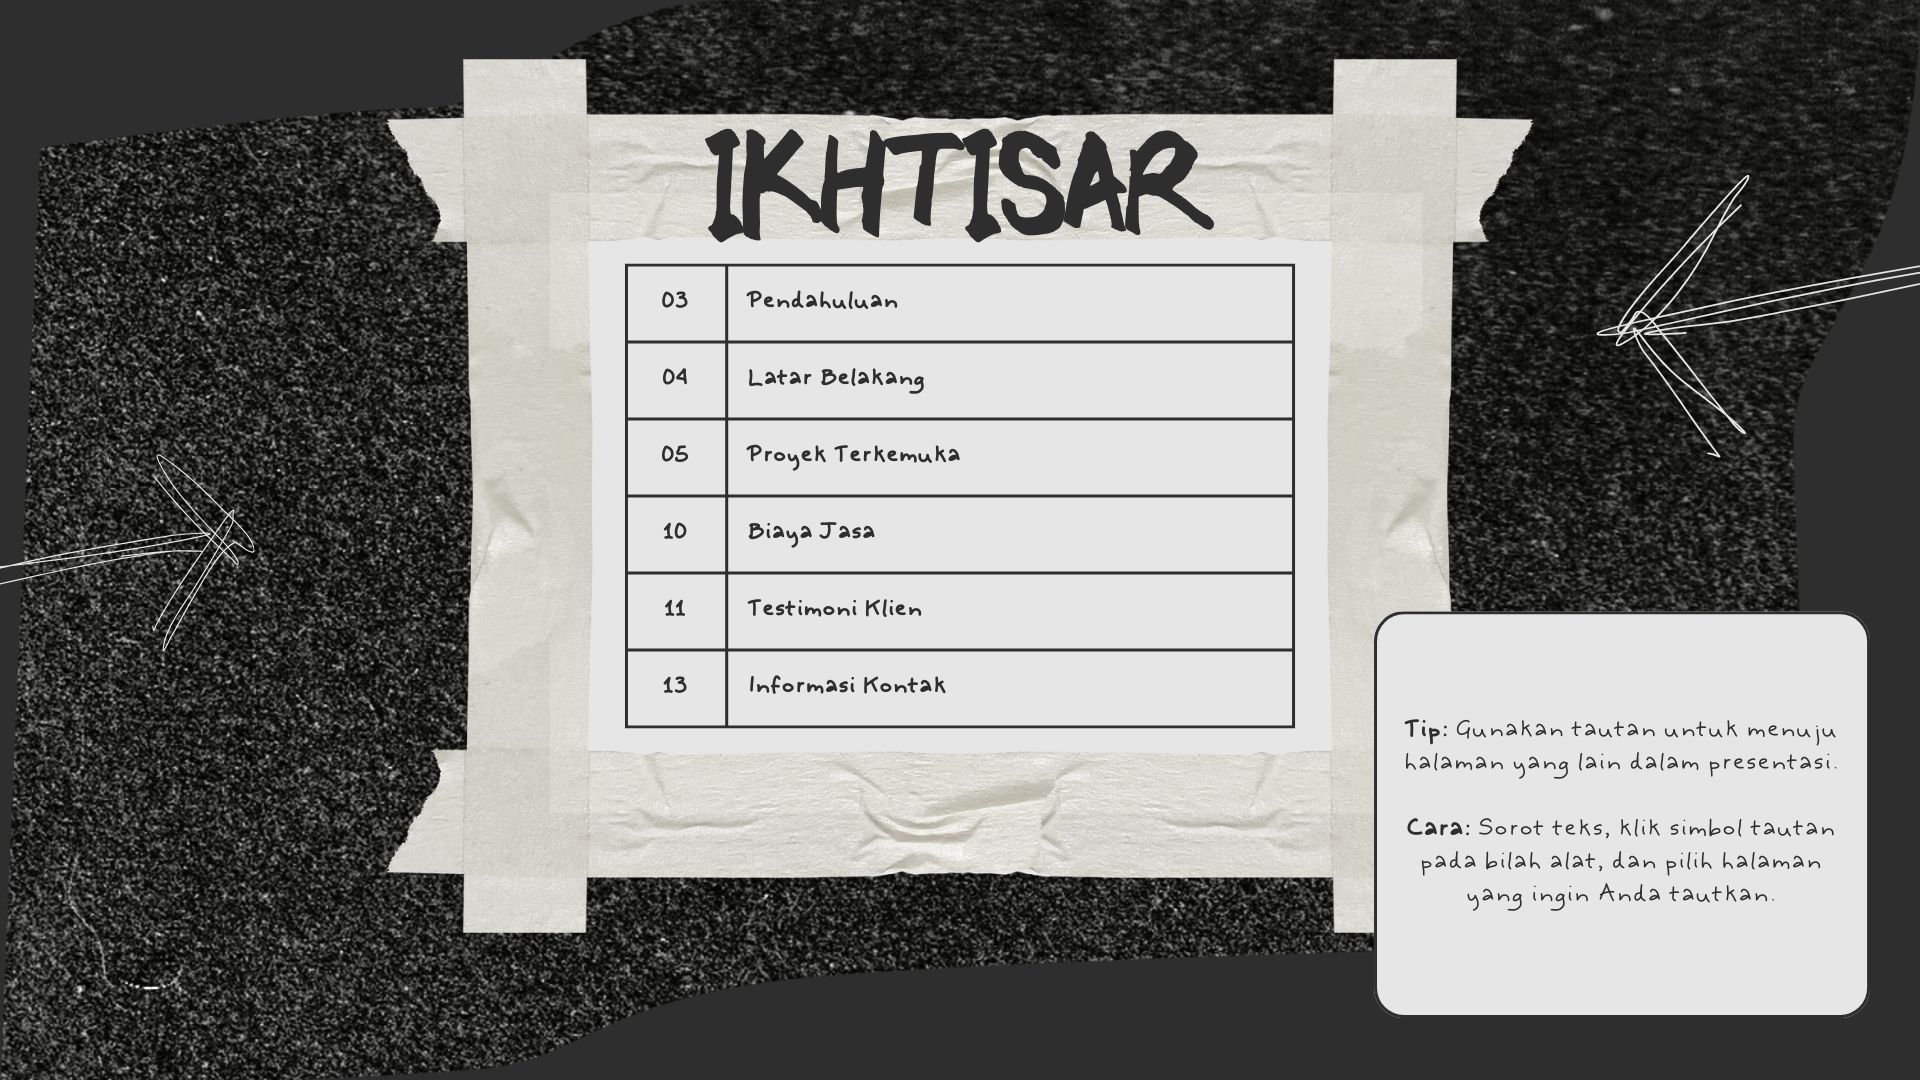 IKHTISAR
03 Pendahuluan
04 Latar Belakang
05 Proyek Terkemuka
10 Biaya Jasa
11 Testimoni Klien
13 Informasi Kontak
Tip: Gunakan tautan untuk menuju
halaman yang lain dalam presentasi.
Cara: Sorot teks, klik simbol tautan
pada bilah alat, dan pilih halaman
yang ingin Anda tautkan.